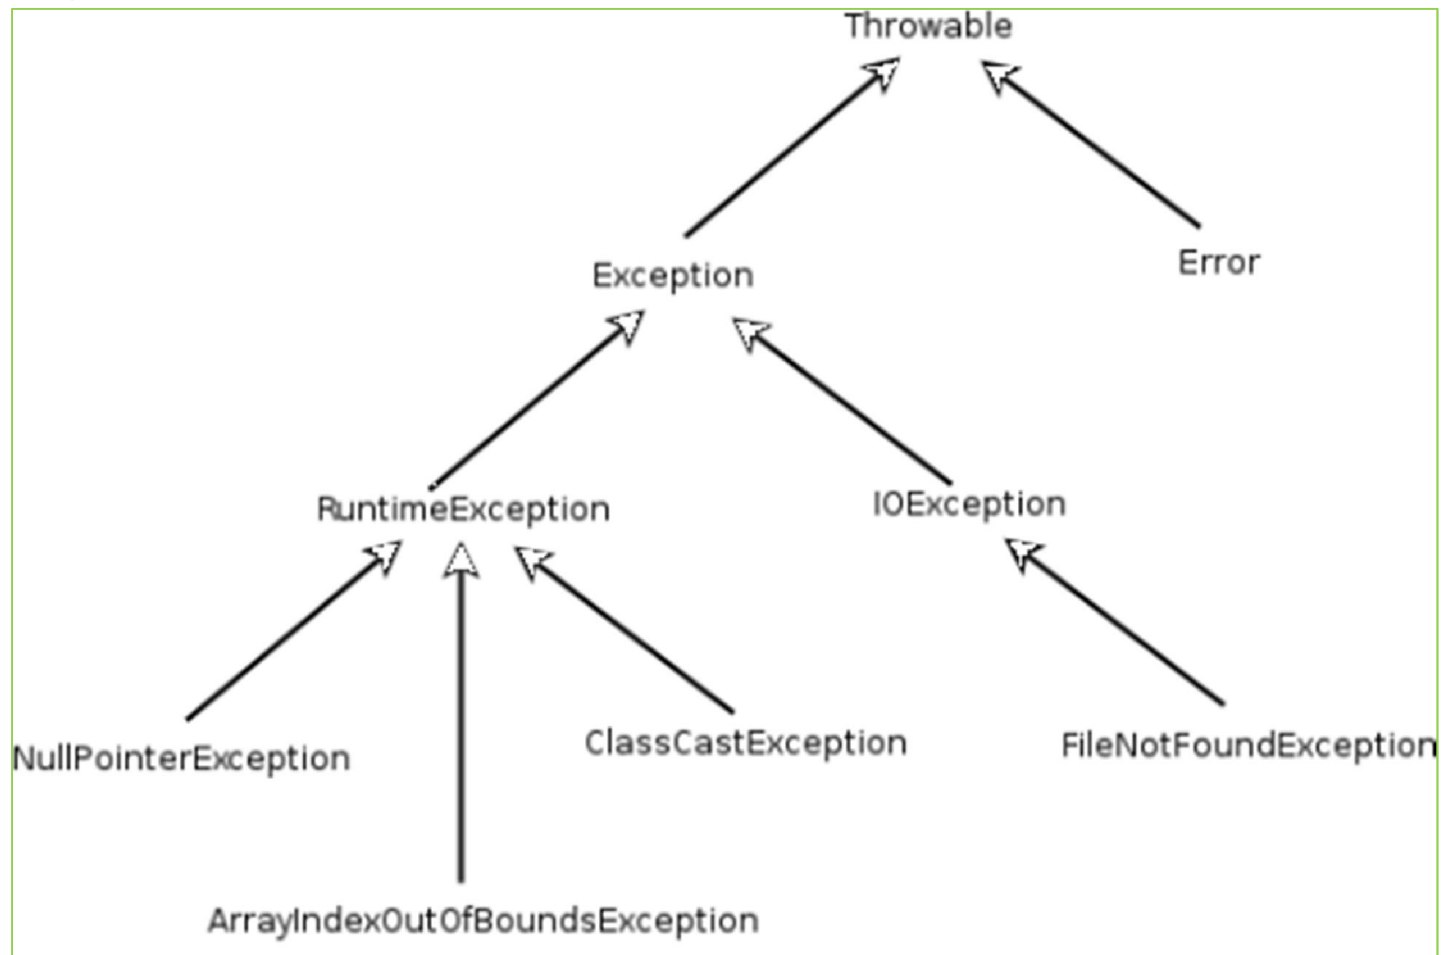 Throwable
Exception
Error
RuntimeException
IOException
NullPointerException
ClassCastException
FileNotFoundException
ArrayIndexOutOfBoundsException